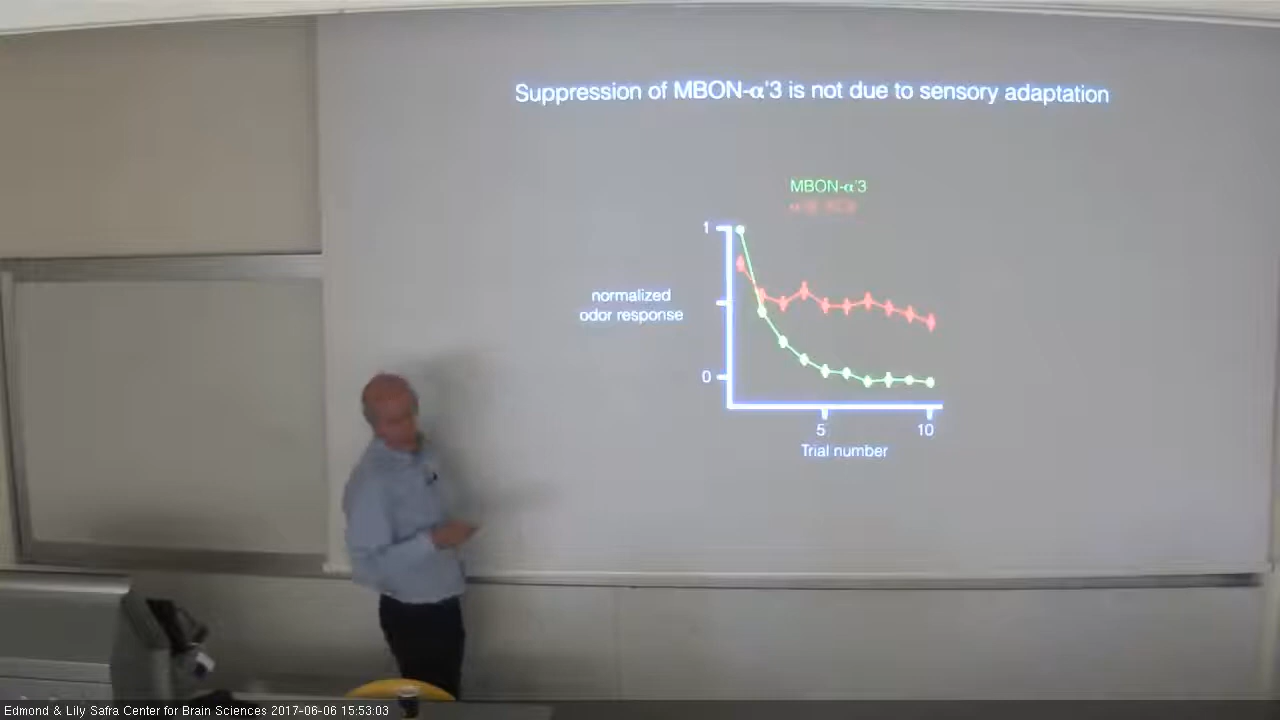 Suppression of MBON-α'3 is not due to sensory adaptation
MBON-α'3
1
normalized
odor response
0
5
10
Trial number
Edmond & Lily Safra Center for Brain Sciences 2017-06-06 15:53:03